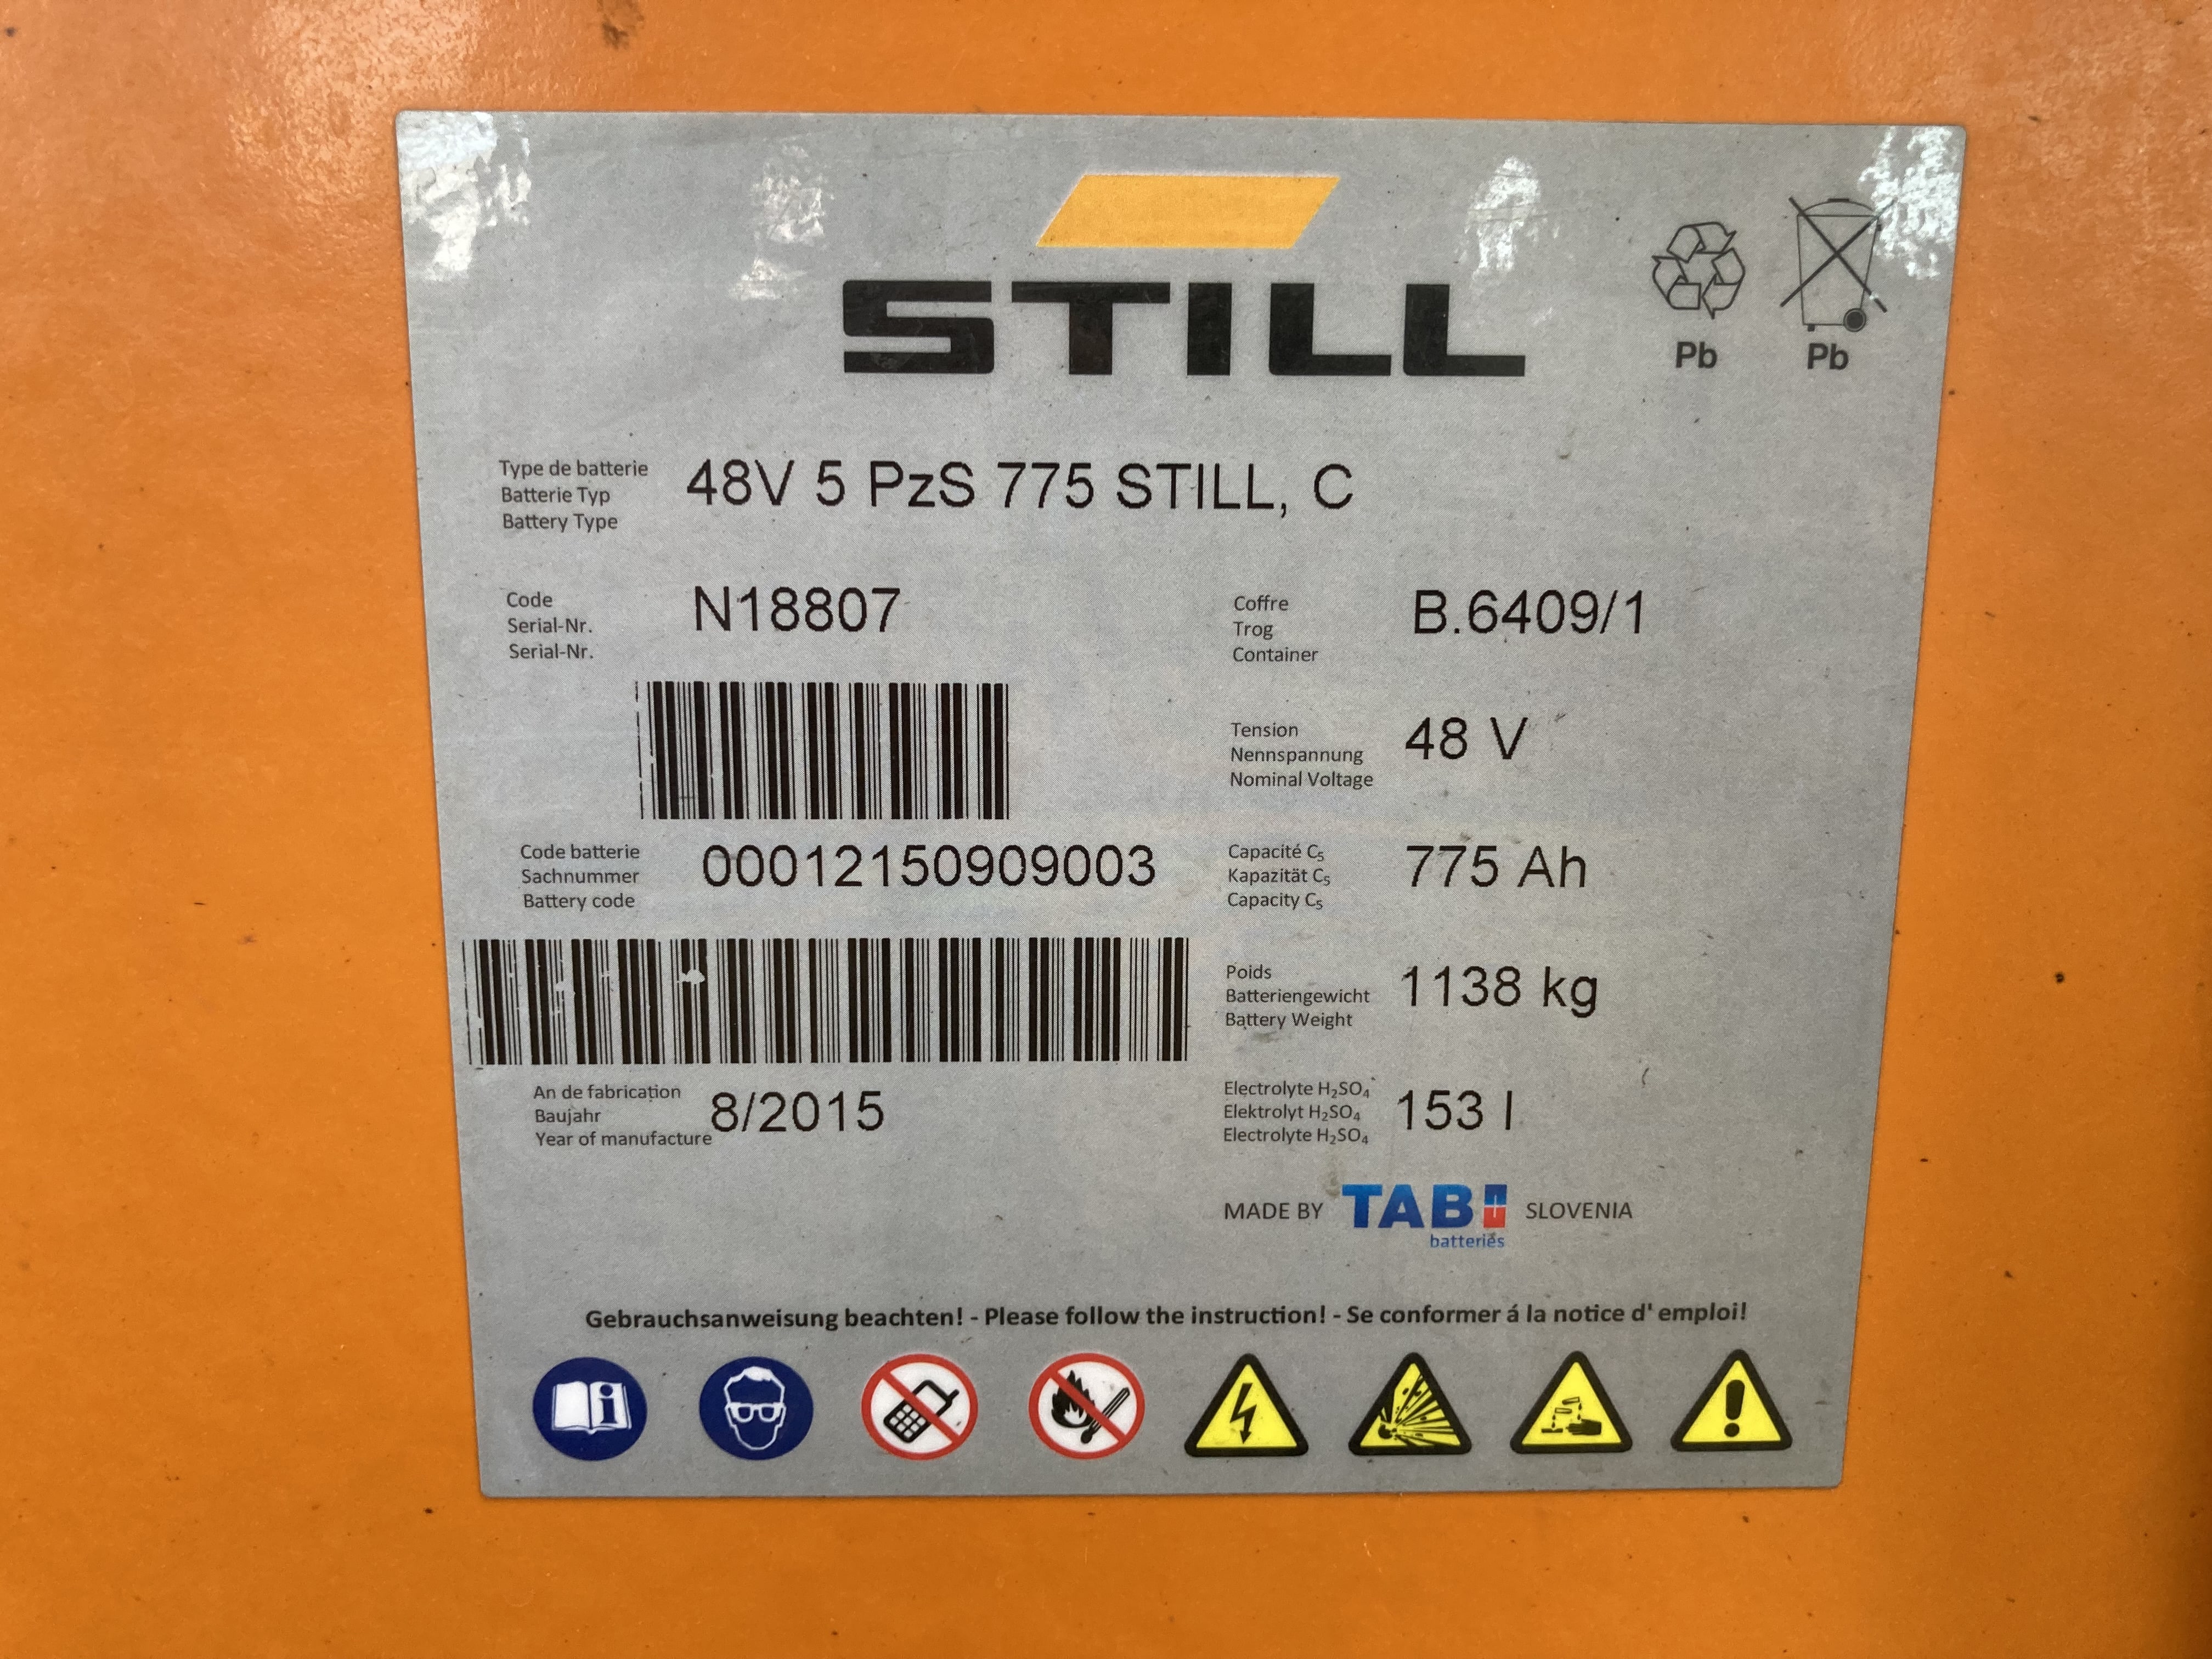 STILL
Pb Pb
Type de batterie
Batterie Typ
Battery Type
48V 5 PzS 775 STILL, C
Code
Serial-Nr.
Serial-Nr.
N18807
Coffre
Trog
Container
B.6409/1
Tension
Nennspannung
Nominal Voltage
48 V
Code batterie
Sachnummer
Battery code
00012150909003
Capacité C₅
Kapazität C₅
Capacity C₅
775 Ah
Poids
Batteriengewicht
Battery Weight
1138 kg
An de fabrication
Baujahr
Year of manufacture
8/2015
Electrolyte H₂SO₄
Elektrolyt H₂SO₄
Electrolyte H₂SO₄
153 l
MADE BY TAB batteries SLOVENIA
Gebrauchsanweisung beachten! - Please follow the instruction! - Se conformer á la notice d' emploi!